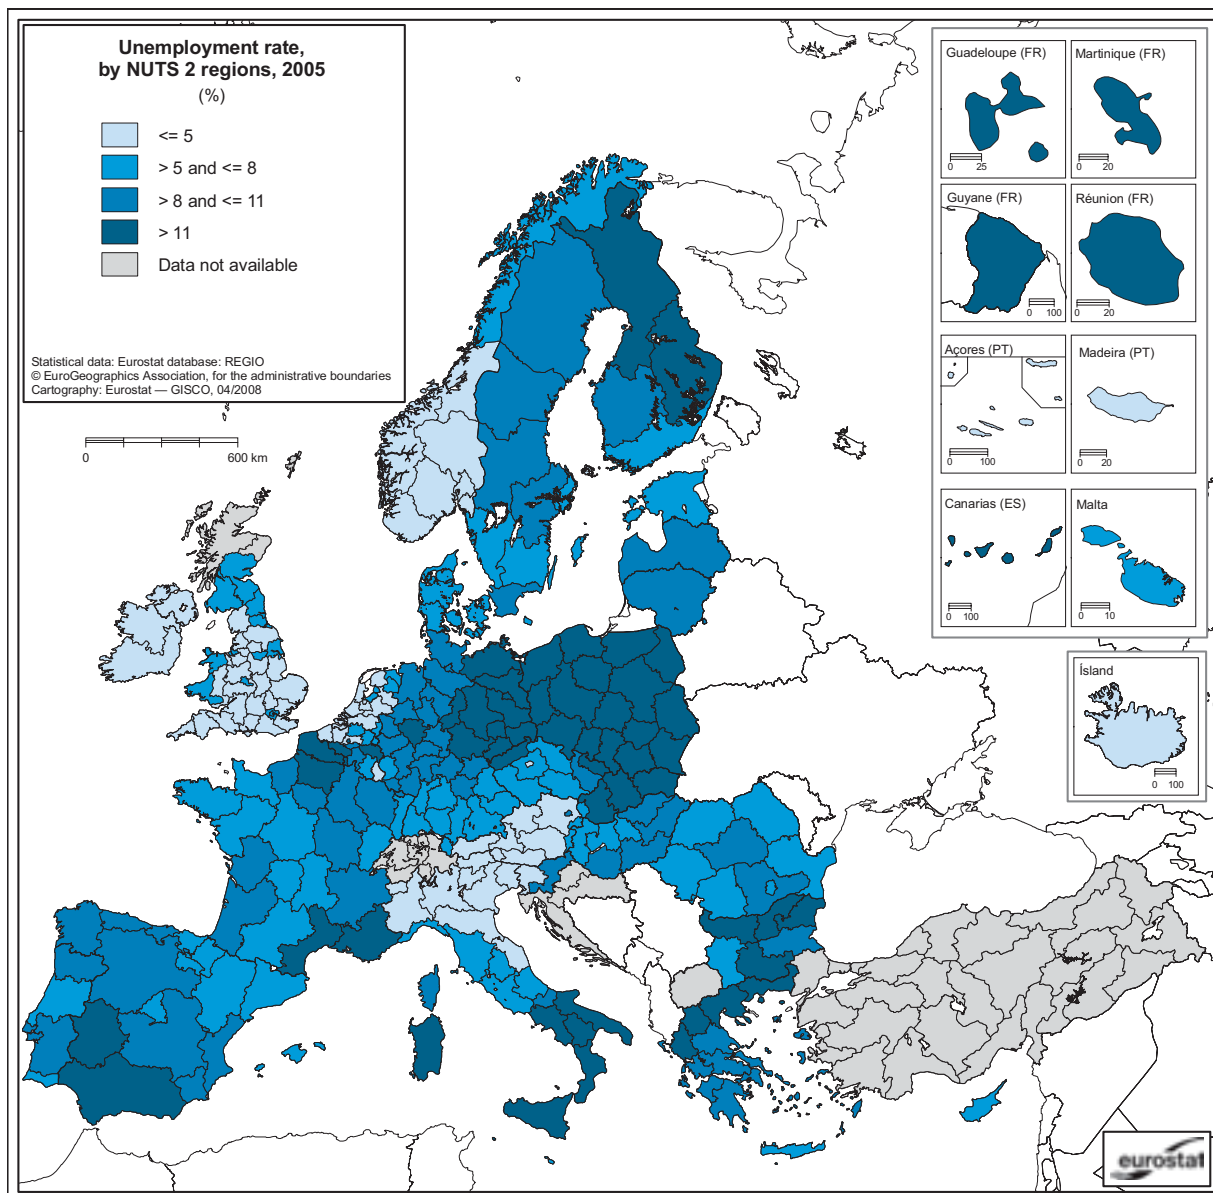 Unemployment rate,
by NUTS 2 regions, 2005
(%)
<= 5
> 5 and <= 8
> 8 and <= 11
> 11
Data not available
Statistical data: Eurostat database: REGIO
© EuroGeographics Association, for the administrative boundaries
Cartography: Eurostat — GISCO, 04/2008
0 600 km
Guadeloupe (FR)
0 25
Martinique (FR)
0 20
Guyane (FR)
0 100
Réunion (FR)
0 20
Açores (PT)
0 100
Madeira (PT)
0 20
Canarias (ES)
0 100
Malta
0 10
Ísland
0 100
eurostat